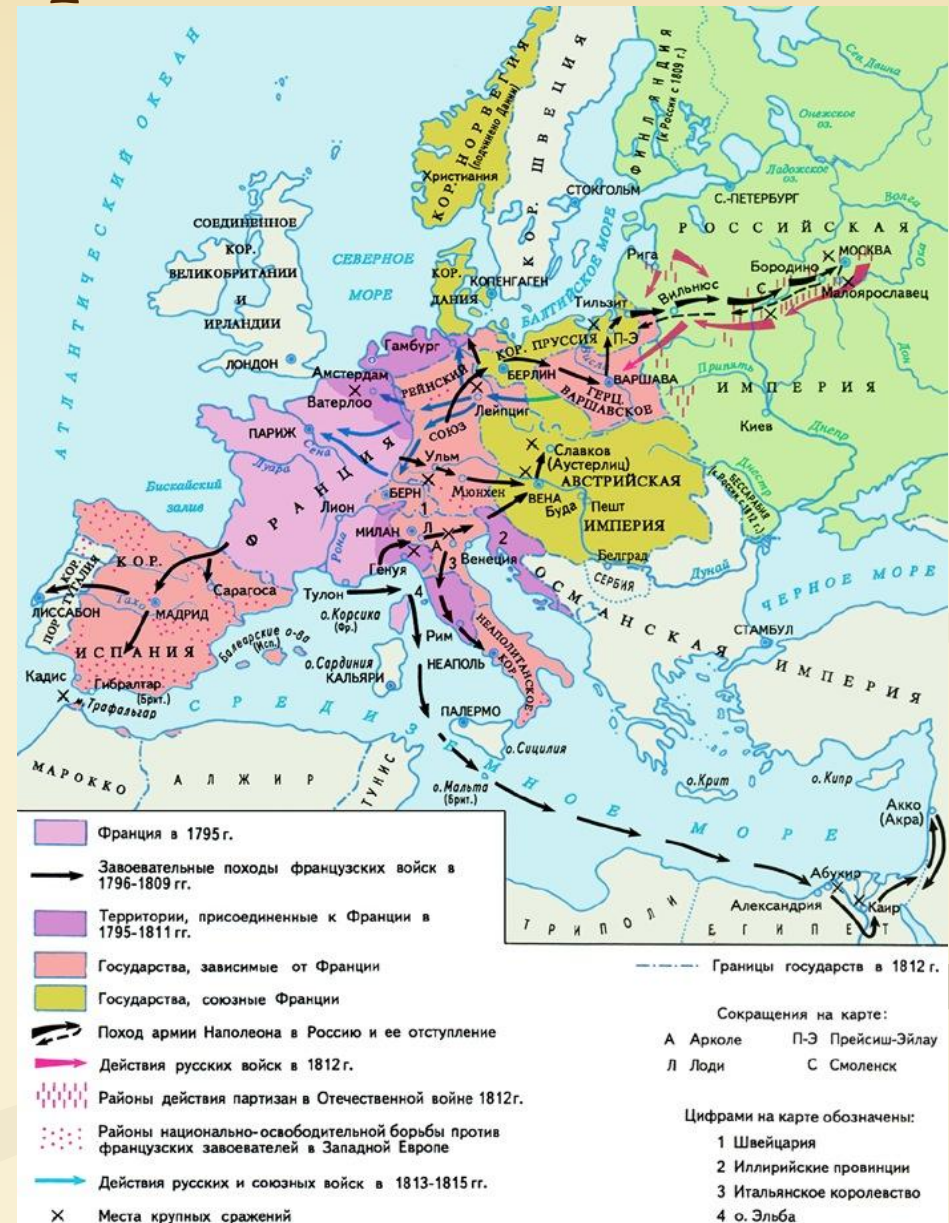 АТЛАНТИЧЕСКИЙ ОКЕАН
КОР. НОРВЕГИЯ
(подчинено Дании)
Христиания
КОР. ШВЕЦИЯ
СТОКГОЛЬМ
ФИНЛЯНДИЯ
(к России с 1809 г.)
Сев. Двина
Онежское
оз.
Ладожское
оз.
С.-ПЕТЕРБУРГ
Волга
РОССИЙСКАЯ
Ока
СОЕДИНЕННОЕ
КОР.
ВЕЛИКОБРИТАНИИ
И
ИРЛАНДИИ
ЛОНДОН
СЕВЕРНОЕ
МОРЕ
КОР.
ДАНИЯ
КОПЕНГАГЕН
БАЛТИЙСКОЕ МОРЕ
Рига
Бородино
МОСКВА
Малоярославец
С
Вильнюс
Тильзит
П-Э
Гамбург
Амстердам
Ватерлоо
РЕЙНСКИЙ
СОЮЗ
КОР. ПРУССИЯ
БЕРЛИН
Висла
ВАРШАВА
ГЕРЦ.
ВАРШАВСКОЕ
Лейпциг
Припять
ИМПЕРИЯ
Дон
Киев
Днепр
Днестр
БЕССАРАБИЯ
(к России с 1812 г.)
ПАРИЖ
Сена
Луара
ФРАНЦИЯ
Ульм
Мюнхен
Славков
(Аустерлиц)
АВСТРИЙСКАЯ
ВЕНА
Буда
Пешт
ИМПЕРИЯ
Бискайский
залив
Лион
Рона
БЕРН
1
МИЛАН
Л
А
2
3
Венеция
Генуя
Белград
СЕРБИЯ
Дунай
ЧЕРНОЕ МОРЕ
КОР.
ПОРТУГАЛИЯ
ЛИССАБОН
Тахо
КОР.
МАДРИД
ИСПАНИЯ
Сарагоса
Тулон
4
о.Корсика
(Фр.)
Рим
НЕАПОЛЬ
НЕАПОЛИТАНСКОЕ
КОР.
ОСМАНСКАЯ
ИМПЕРИЯ
СТАМБУЛ
Балеарские о-ва
(Исп.)
о.Сардиния
КАЛЬЯРИ
Кадис
Гибралтар
(Брит.)
м.Трафальгар
СРЕДИЗЕМНОЕ МОРЕ
ПАЛЕРМО
о.Сицилия
о.Мальта
(Брит.)
о.Крит
о.Кипр
Акко
(Акра)
МАРОККО
АЛЖИР
ТУНИС
ТРИПОЛИ
ЕГИПЕТ
Абукир
Александрия
Каир
Франция в 1795 г.
Завоевательные походы французских войск в
1796-1809 гг.
Территории, присоединенные к Франции в
1795-1811 гг.
Государства, зависимые от Франции
Государства, союзные Франции
Поход армии Наполеона в Россию и ее отступление
Действия русских войск в 1812 г.
Районы действия партизан в Отечественной войне 1812г.
Районы национально-освободительной борьбы против
французских завоевателей в Западной Европе
Действия русских и союзных войск в 1813-1815гг.
Места крупных сражений
Границы государств в 1812 г.
Сокращения на карте:
А Арколе
П-Э Прейсиш-Эйлау
Л Лоди
С Смоленск
Цифрами на карте обозначены:
1 Швейцария
2 Иллирийские провинции
3 Итальянское королевство
4 о. Эльба